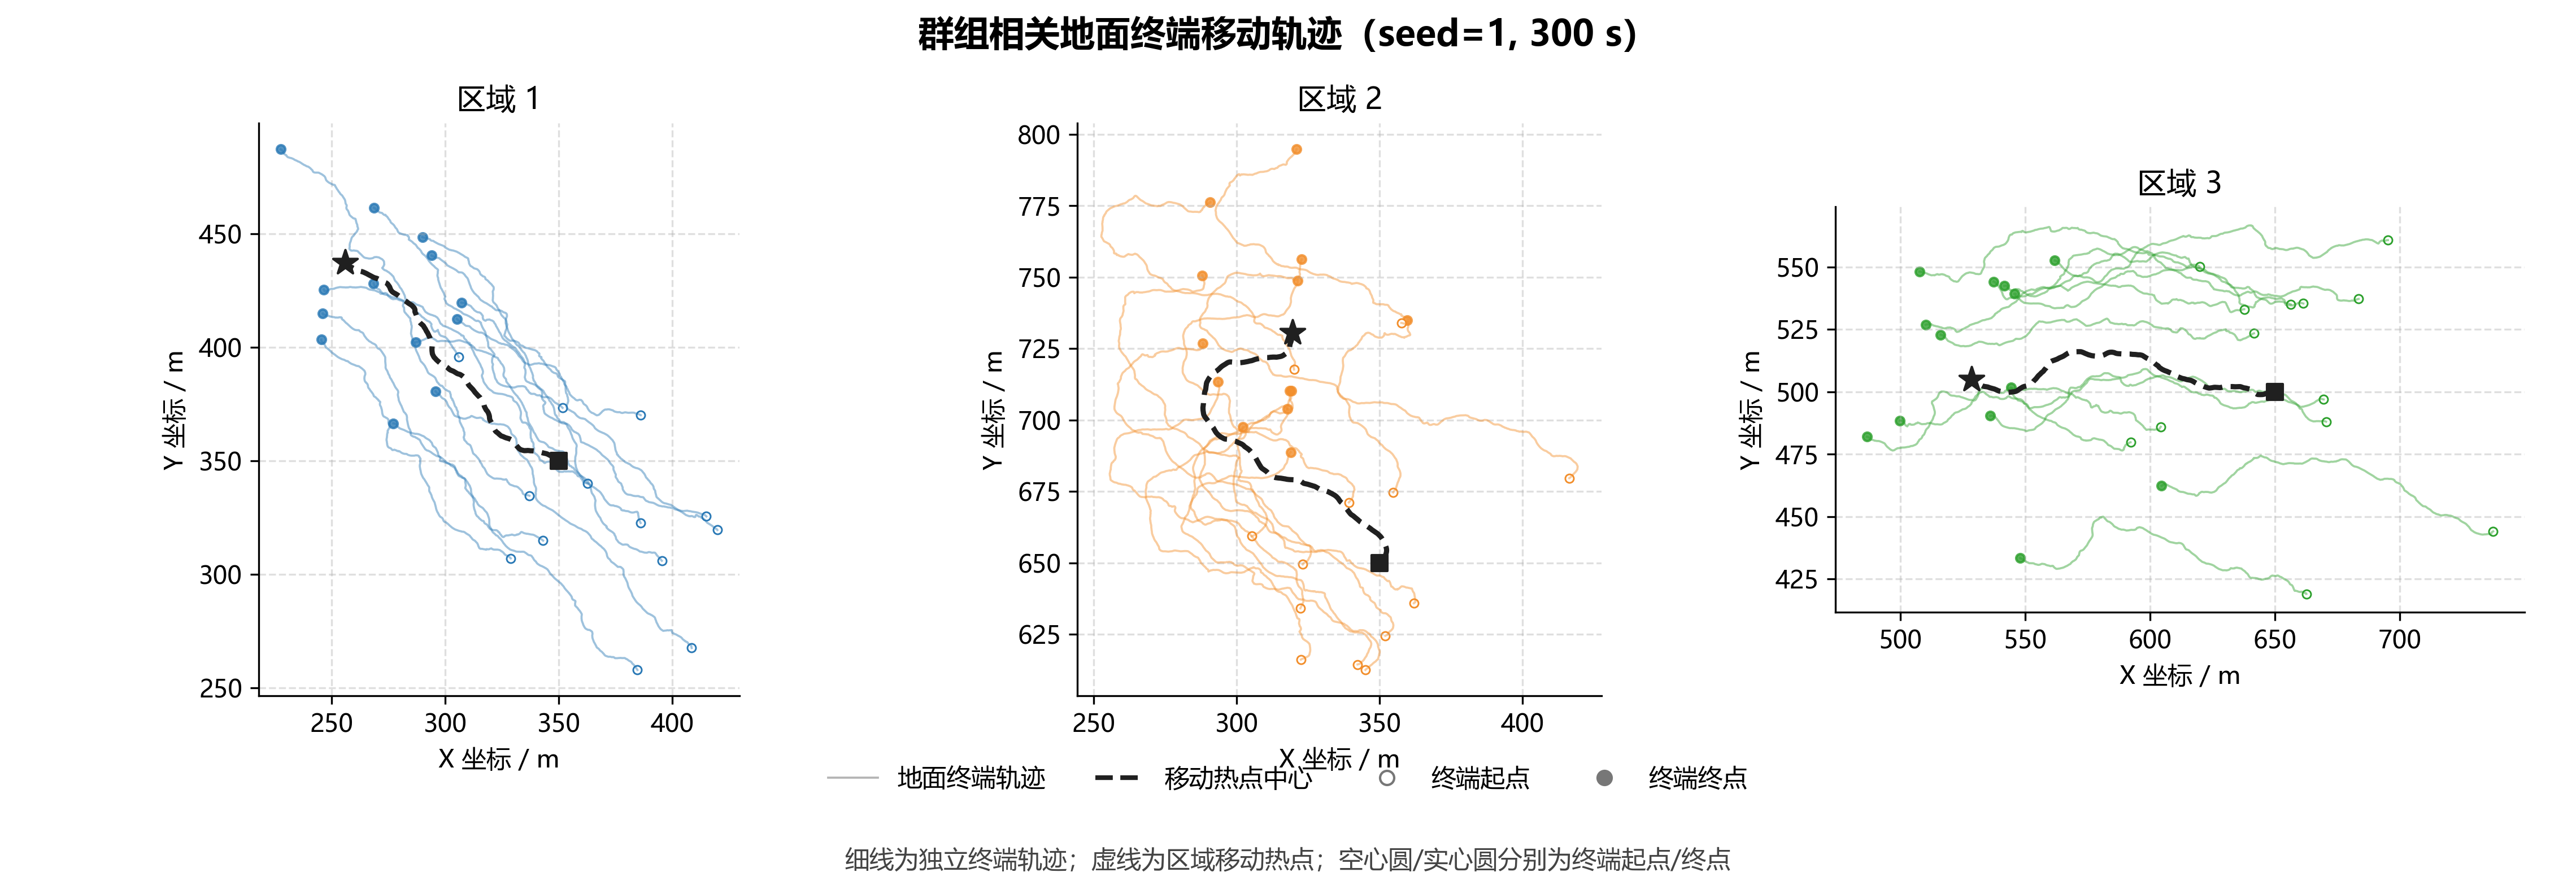 群组相关地面终端移动轨迹（seed=1, 300 s）
区域 1
450
400
350
300
250
Y 坐标 / m
250 300 350 400
X 坐标 / m
区域 2
800
775
750
725
700
675
650
625
Y 坐标 / m
250 300 350 400
X 坐标 / m
区域 3
550
525
500
475
450
425
Y 坐标 / m
500 550 600 650 700
X 坐标 / m
地面终端轨迹 移动热点中心 终端起点 终端终点
细线为独立终端轨迹；虚线为区域移动热点；空心圆/实心圆分别为终端起点/终点